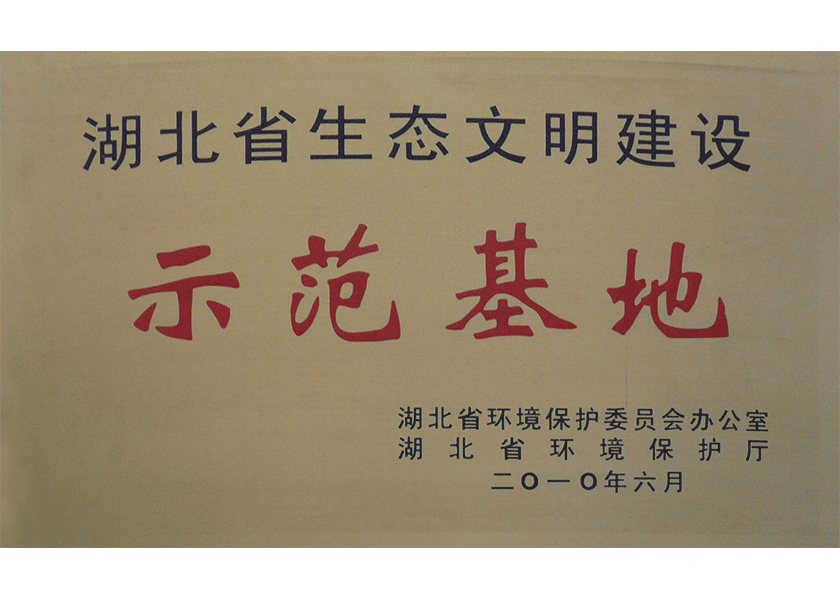 湖北省生态文明建设
示范基地
湖北省环境保护委员会办公室
湖北省环境保护厅
二〇一〇年六月